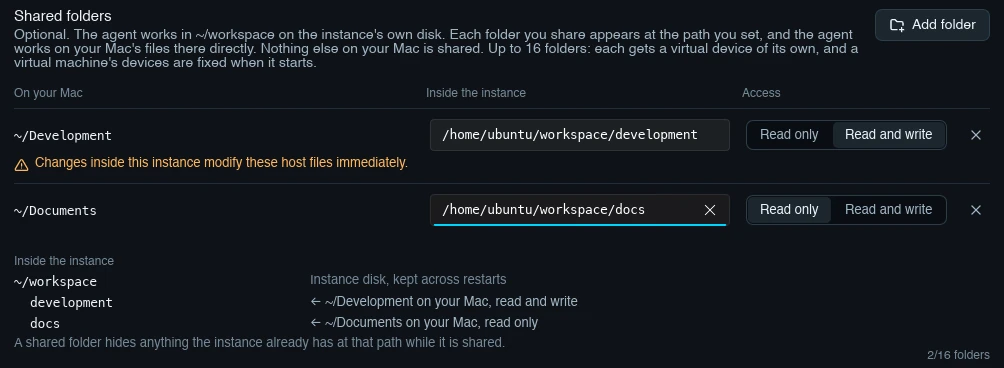 Shared folders
Optional. The agent works in ~/workspace on the instance's own disk. Each folder you share appears at the path you set, and the agent
works on your Mac's files there directly. Nothing else on your Mac is shared. Up to 16 folders: each gets a virtual device of its own, and a
virtual machine's devices are fixed when it starts.
Add folder
On your Mac Inside the instance Access
~/Development /home/ubuntu/workspace/development Read only Read and write
Changes inside this instance modify these host files immediately.
~/Documents /home/ubuntu/workspace/docs Read only Read and write
Inside the instance
~/workspace Instance disk, kept across restarts
development ← ~/Development on your Mac, read and write
docs ← ~/Documents on your Mac, read only
A shared folder hides anything the instance already has at that path while it is shared.
2/16 folders